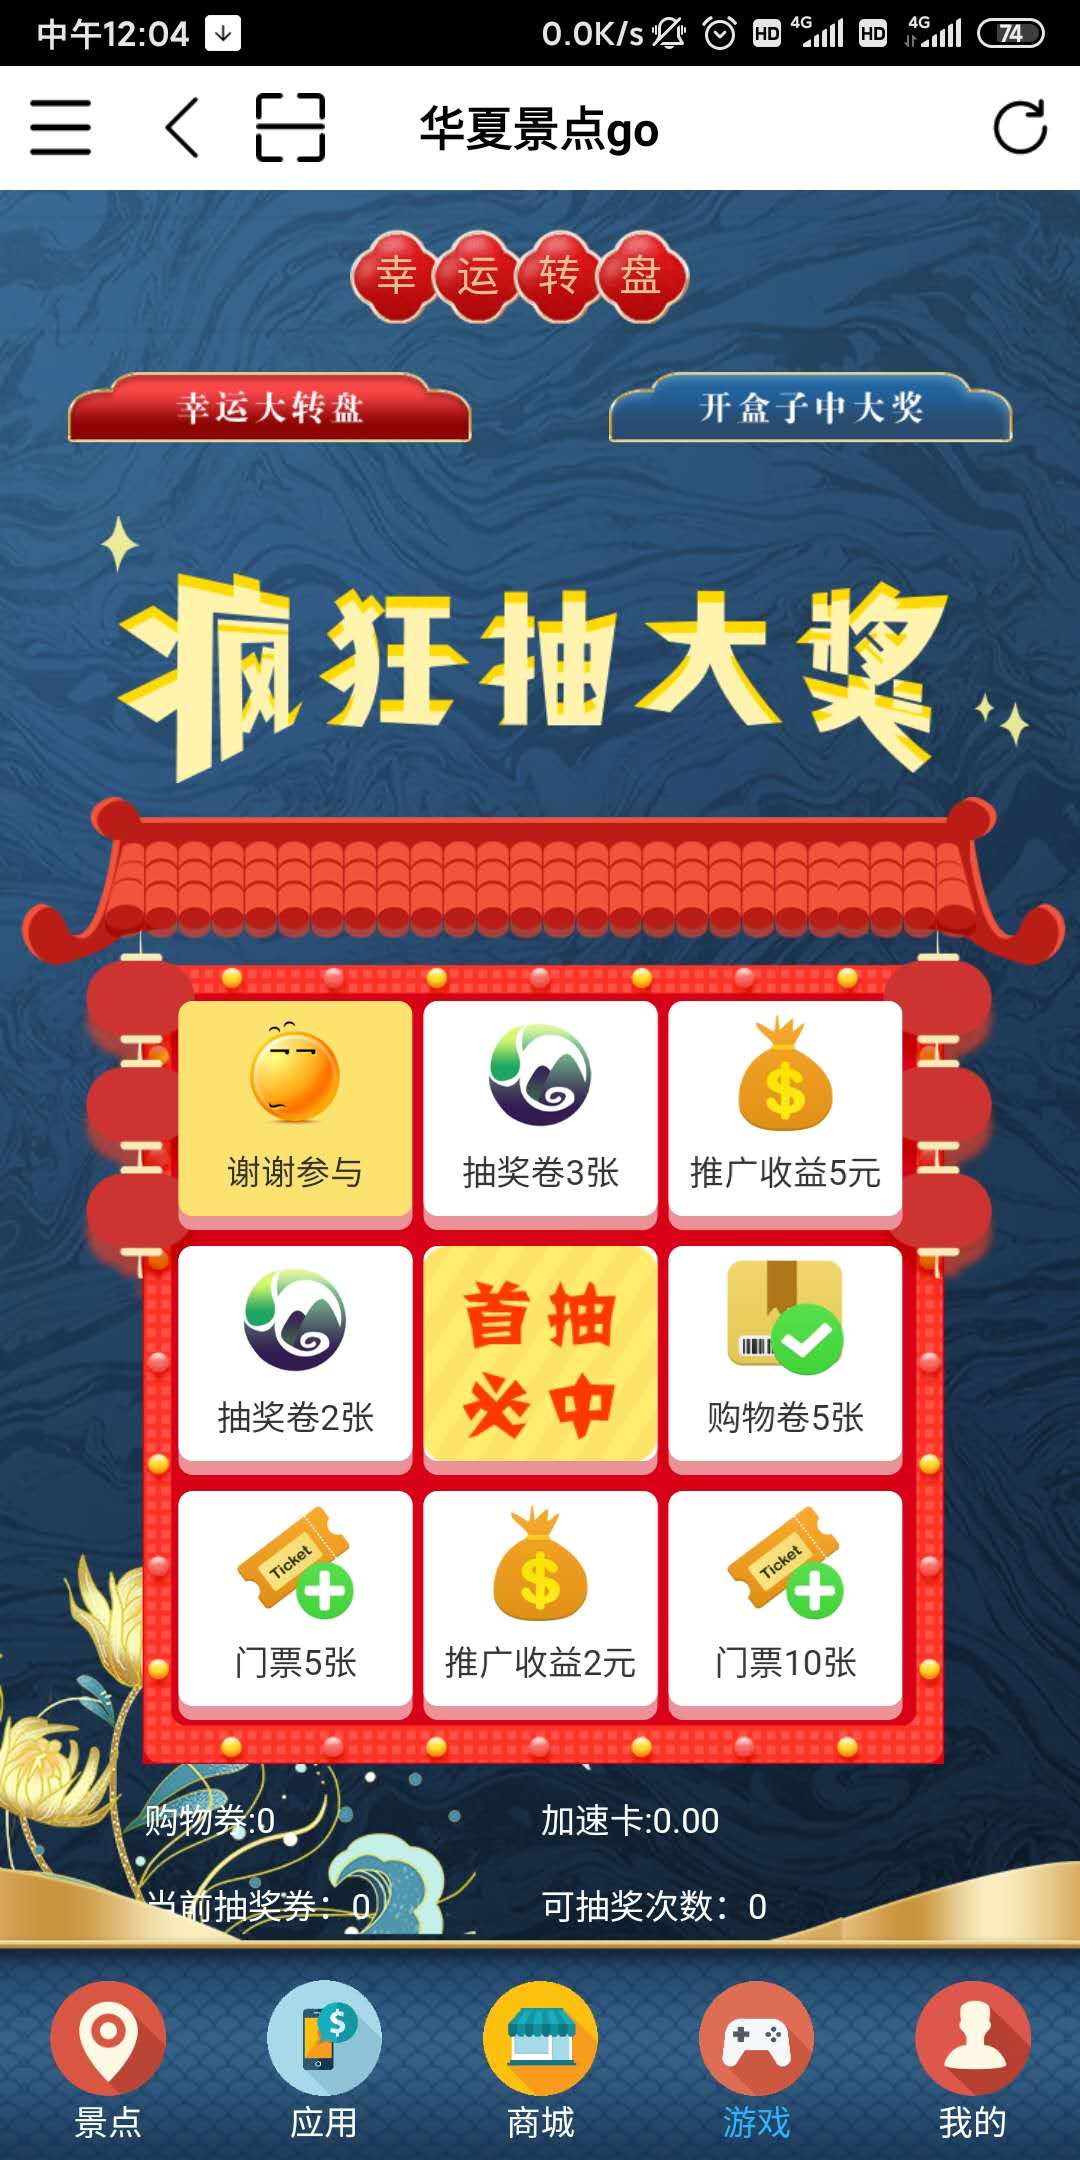 中午12:04
0.0K/s HD 4G HD 4G 74
华夏景点go
幸运转盘
幸运大转盘
开盒子中大奖
疯狂抽大奖
谢谢参与
抽奖卷3张
推广收益5元
抽奖卷2张
首抽
必中
购物卷5张
Ticket
门票5张
推广收益2元
Ticket
门票10张
购物券:0
加速卡:0.00
当前抽奖券：0
可抽奖次数：0
景点
应用
商城
游戏
我的